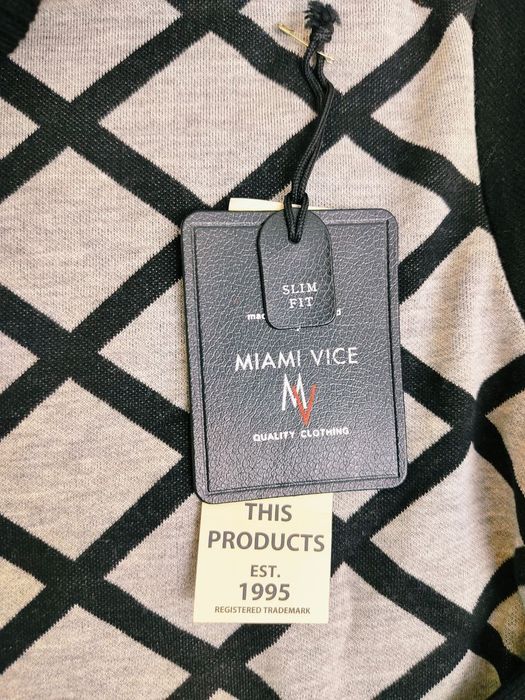 SLIM
FIT
MIAMI VICE
MV
QUALITY CLOTHING
THIS
PRODUCTS
EST.
1995
REGISTERED TRADEMARK